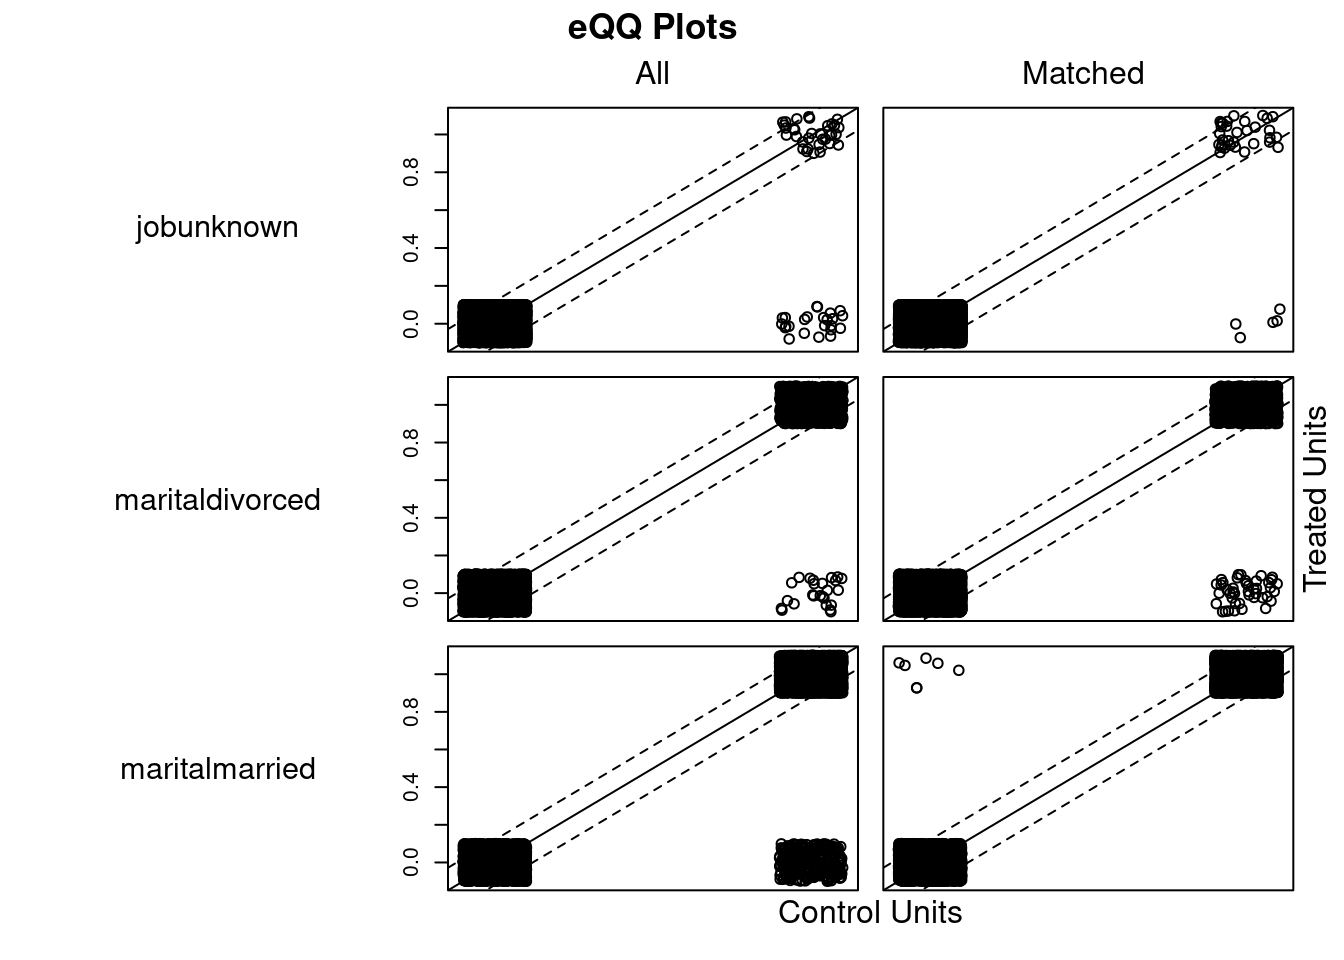 eQQ Plots
All Matched
jobunknown
0.8
0.4
0.0
maritaldivorced
0.8
0.4
0.0
maritalmarried
0.8
0.4
0.0
Treated Units
Control Units